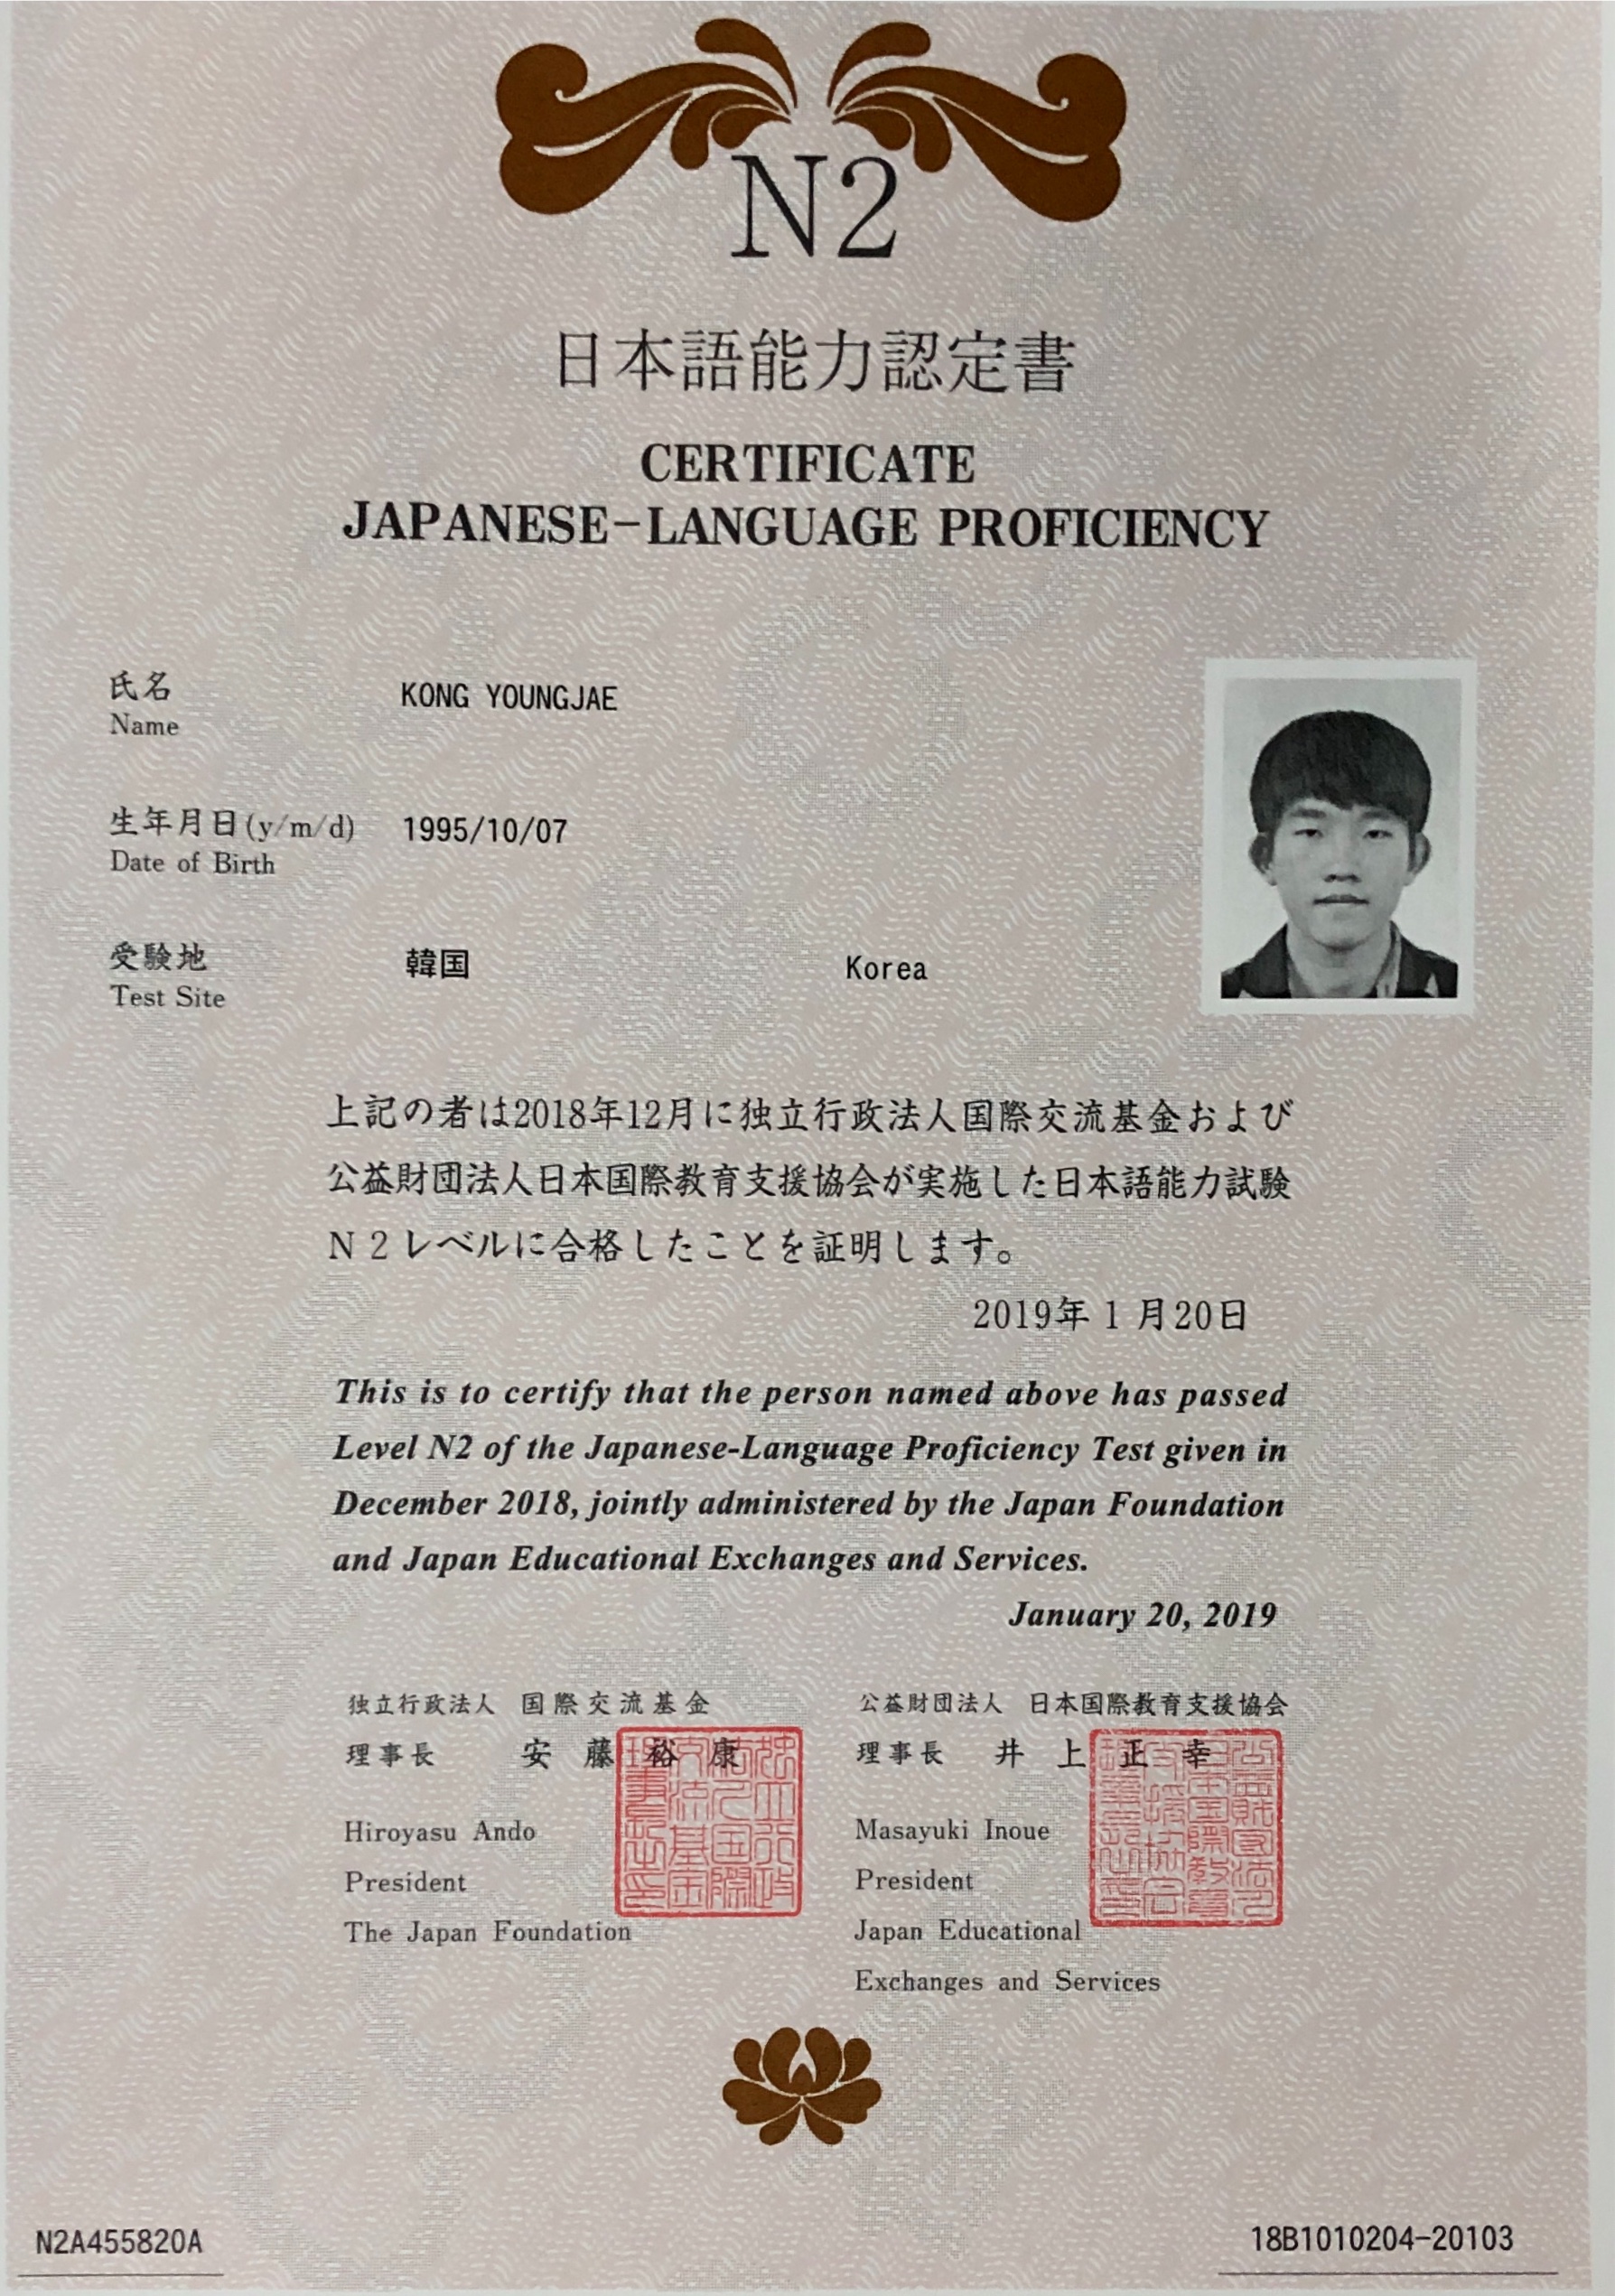 N2
日本語能力認定書
CERTIFICATE
JAPANESE-LANGUAGE PROFICIENCY
氏名 KONG YOUNGJAE
Name
生年月日(y/m/d) 1995/10/07
Date of Birth
受験地 韓国 Korea
Test Site
上記の者は2018年12月に独立行政法人国際交流基金および
公益財団法人日本国際教育支援協会が実施した日本語能力試験
N2レベルに合格したことを証明します。
2019年1月20日
This is to certify that the person named above has passed
Level N2 of the Japanese-Language Proficiency Test given in
December 2018, jointly administered by the Japan Foundation
and Japan Educational Exchanges and Services.
January 20, 2019
独立行政法人 国際交流基金
理事長 安藤裕康
Hiroyasu Ando
President
The Japan Foundation
公益財団法人 日本国際教育支援協会
理事長 井上正幸
Masayuki Inoue
President
Japan Educational
Exchanges and Services
N2A455820A
18B1010204-20103